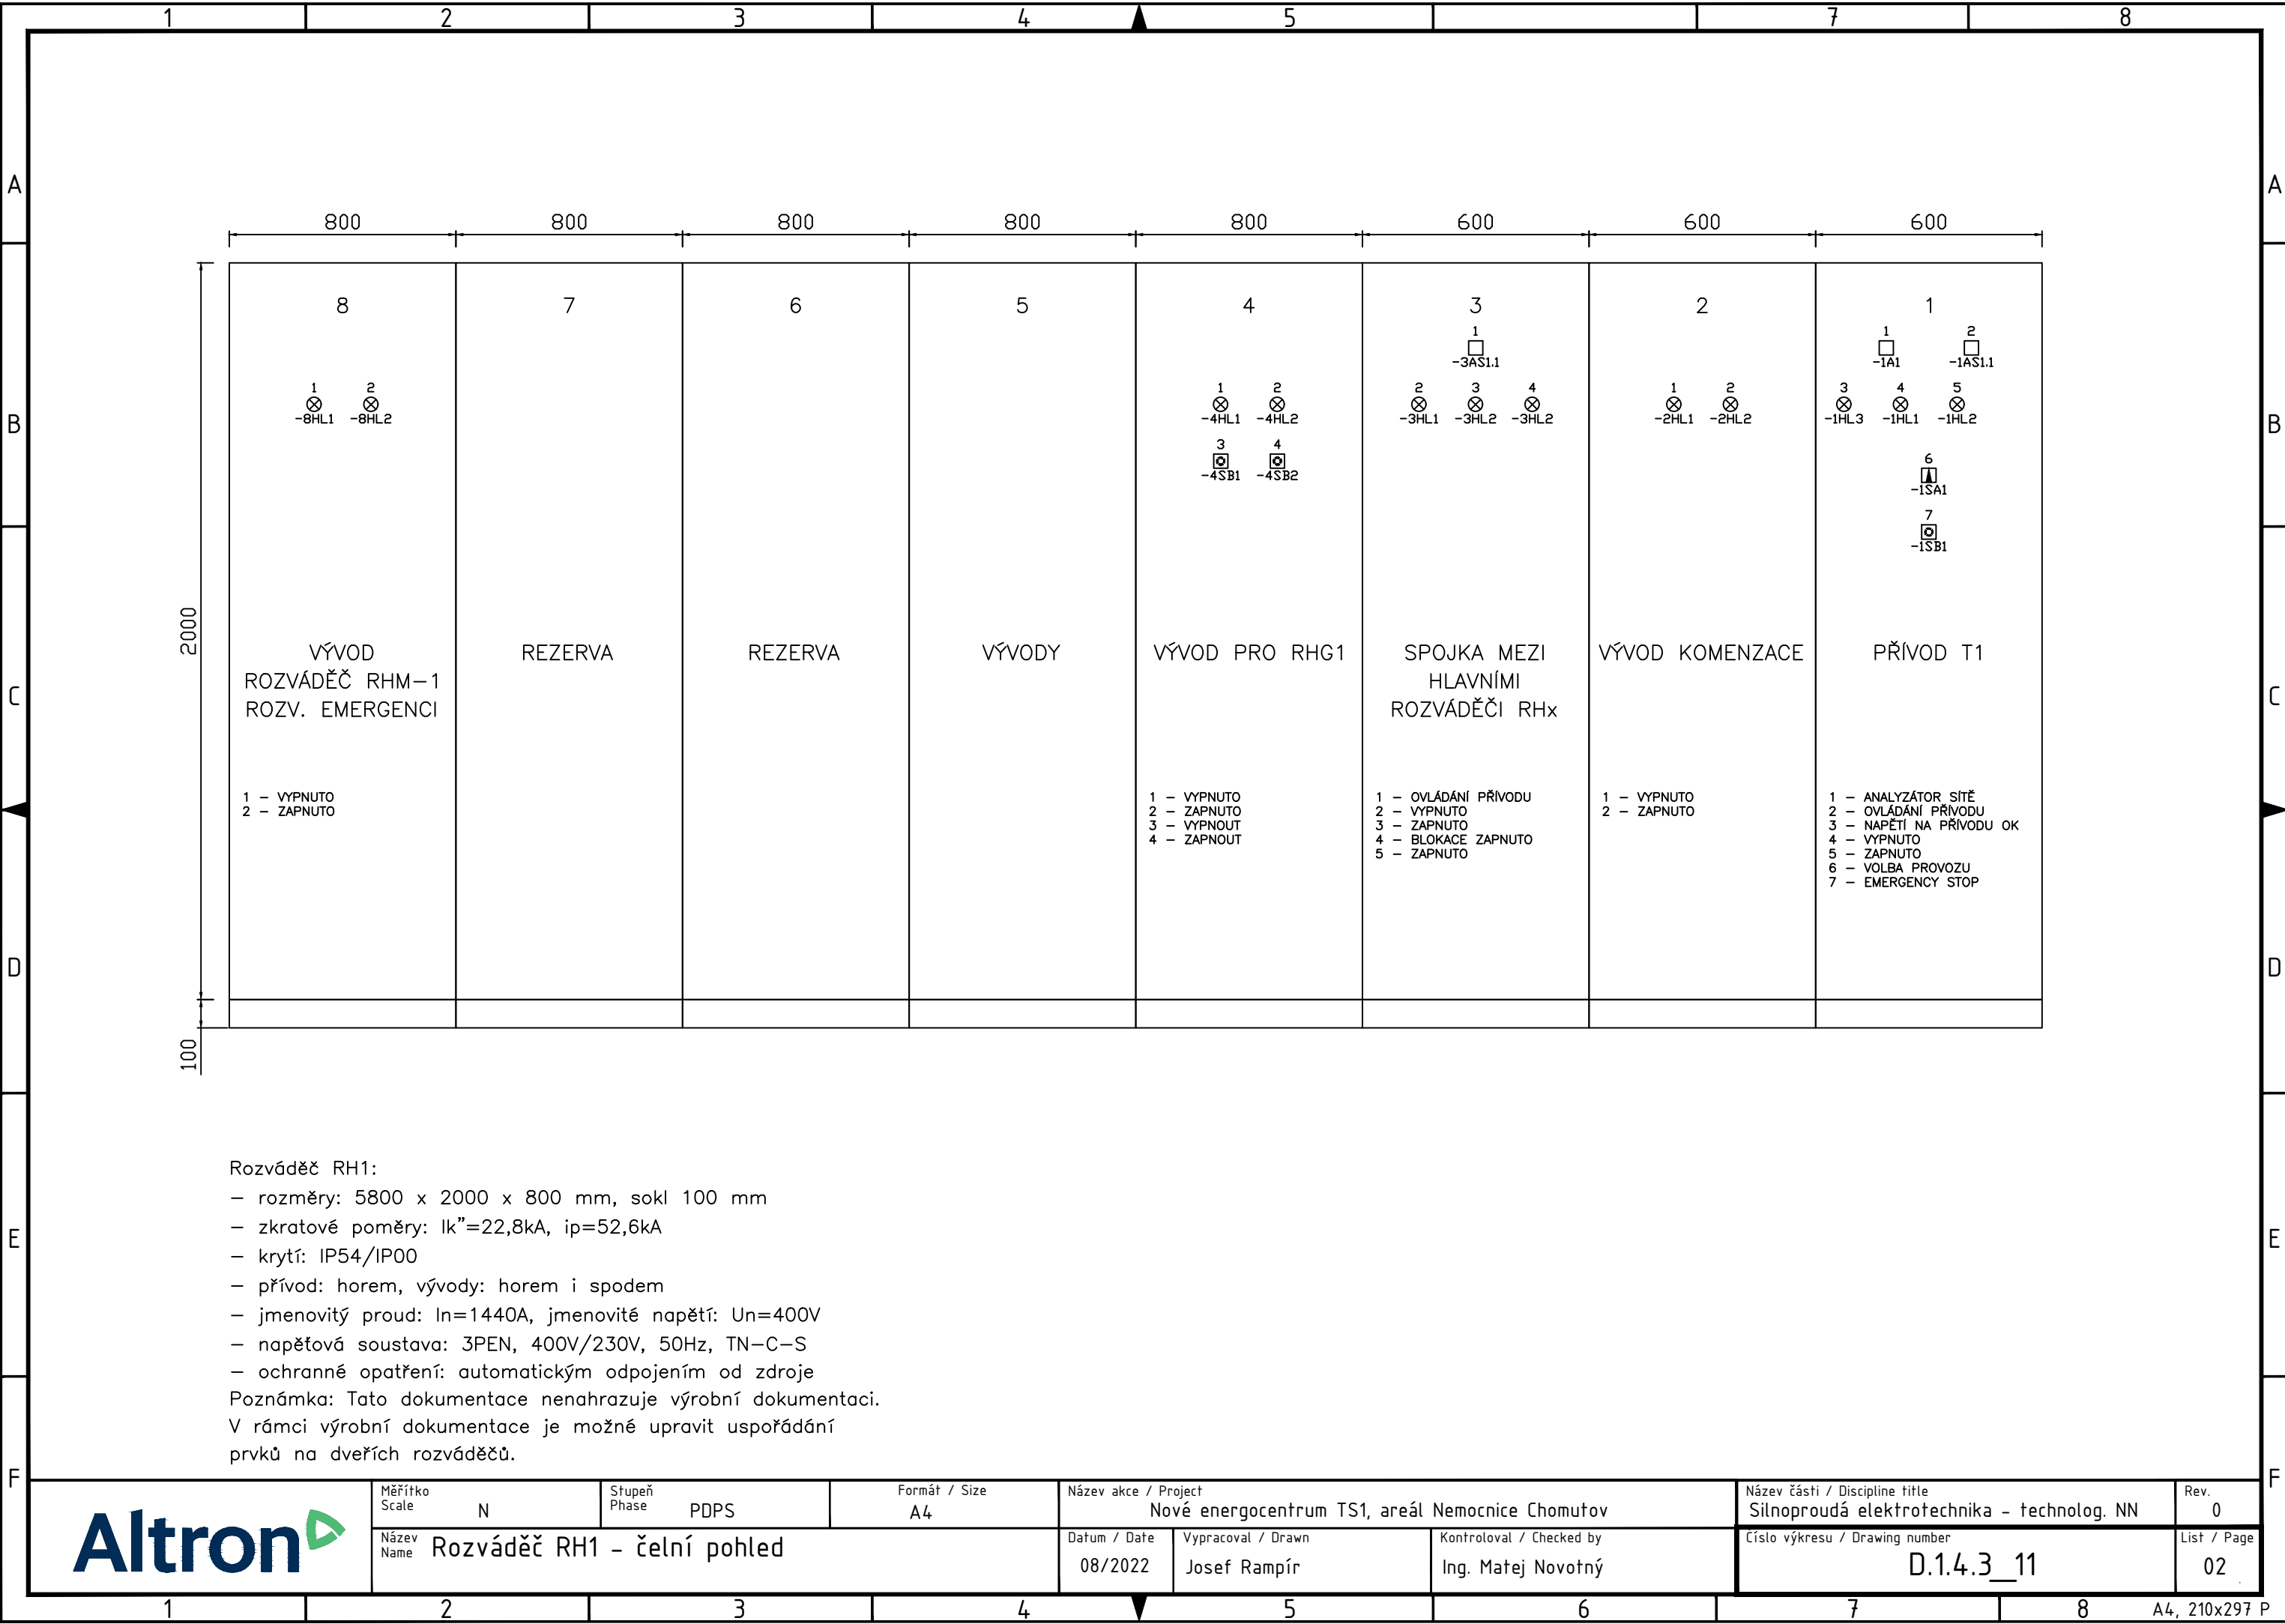 1 2 3 4 5 7 8
A A
800 800 800 800 800 600 600 600
8 7 6 5 4 3 2 1
1
-3AS1.1
1 2
-1A1 -1AS1.1
B B
1 2
-8HL1 -8HL2
1 2
-4HL1 -4HL2
3 4
-4SB1 -4SB2
2 3 4
-3HL1 -3HL2 -3HL2
1 2
-2HL1 -2HL2
3 4 5
-1HL3 -1HL1 -1HL2
6
-1SA1
7
-1SB1
2000
VÝVOD
ROZVÁDĚČ RHM-1
ROZV. EMERGENCI
REZERVA
REZERVA
VÝVODY
VÝVOD PRO RHG1
SPOJKA MEZI
HLAVNÍMI
ROZVÁDĚČI RHx
VÝVOD KOMENZACE
PŘÍVOD T1
C C
1 - VYPNUTO
2 - ZAPNUTO
1 - VYPNUTO
2 - ZAPNUTO
3 - VYPNOUT
4 - ZAPNOUT
1 - OVLÁDÁNÍ PŘÍVODU
2 - VYPNUTO
3 - ZAPNUTO
4 - BLOKACE ZAPNUTO
5 - ZAPNUTO
1 - VYPNUTO
2 - ZAPNUTO
1 - ANALYZÁTOR SÍTĚ
2 - OVLÁDÁNÍ PŘÍVODU
3 - NAPĚTÍ NA PŘÍVODU OK
4 - VYPNUTO
5 - ZAPNUTO
6 - VOLBA PROVOZU
7 - EMERGENCY STOP
D D
100
Rozváděč RH1:
- rozměry: 5800 x 2000 x 800 mm, sokl 100 mm
- zkratové poměry: Ik"=22,8kA, ip=52,6kA
- krytí: IP54/IP00
- přívod: horem, vývody: horem i spodem
- jmenovitý proud: In=1440A, jmenovité napětí: Un=400V
- napěťová soustava: 3PEN, 400V/230V, 50Hz, TN-C-S
- ochranné opatření: automatickým odpojením od zdroje
Poznámka: Tato dokumentace nenahrazuje výrobní dokumentaci.
V rámci výrobní dokumentace je možné upravit uspořádání
prvků na dveřích rozváděčů.
E E
F F
Altron
Měřítko
Scale N
Stupeň
Phase PDPS
Formát / Size
A4
Název
Name Rozváděč RH1 - čelní pohled
Název akce / Project
Nové energocentrum TS1, areál Nemocnice Chomutov
Datum / Date
08/2022
Vypracoval / Drawn
Josef Rampír
Kontroloval / Checked by
Ing. Matej Novotný
Název části / Discipline title
Silnoproudá elektrotechnika - technolog. NN
Rev.
0
Číslo výkresu / Drawing number
D.1.4.3_11
List / Page
02
1 2 3 4 5 6 7 8
A4, 210x297 P